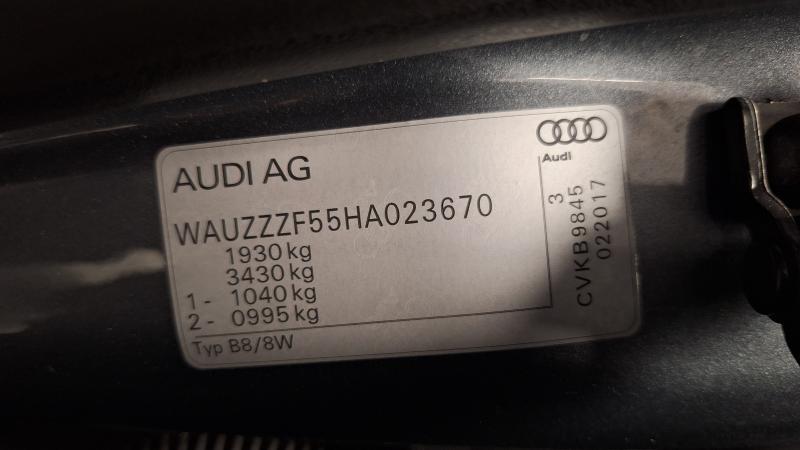 AUDI AG
Audi
WAUZZZF55HA023670
1930 kg
3430 kg
1 - 1040 kg
2 - 0995 kg
Typ B8/8W
3
CVKB9845
022017